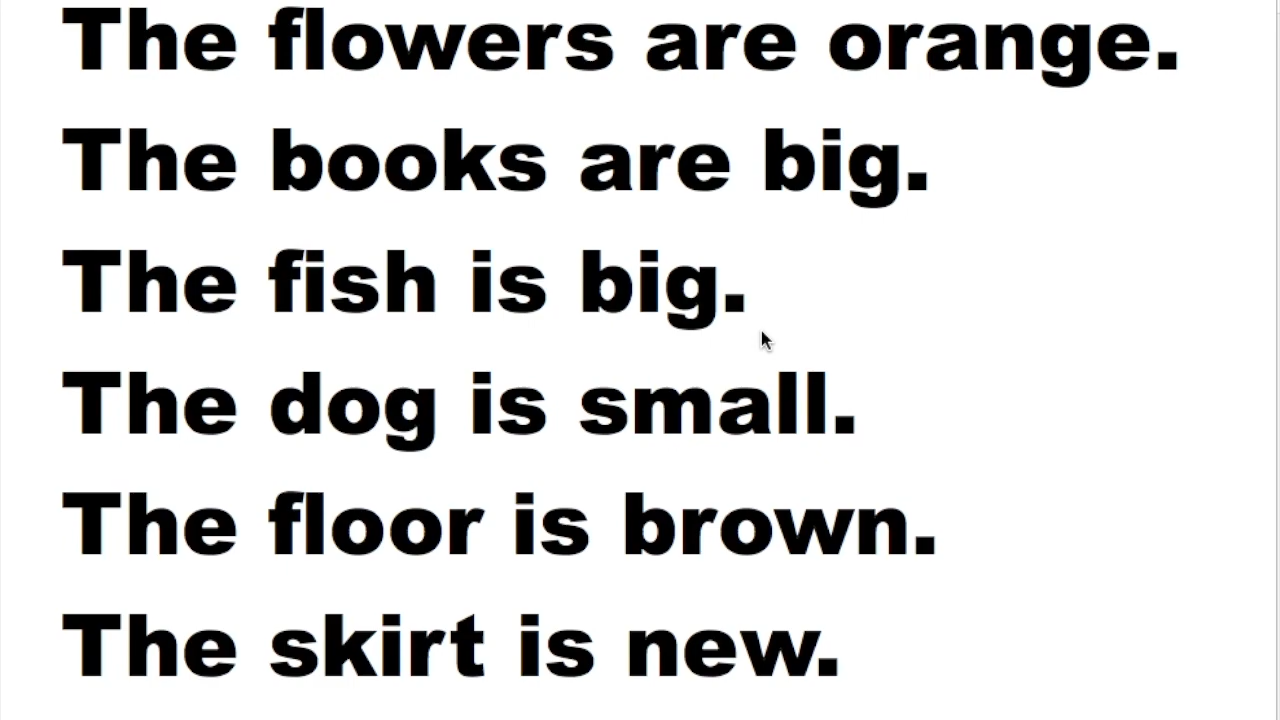 The flowers are orange.
The books are big.
The fish is big.
The dog is small.
The floor is brown.
The skirt is new.